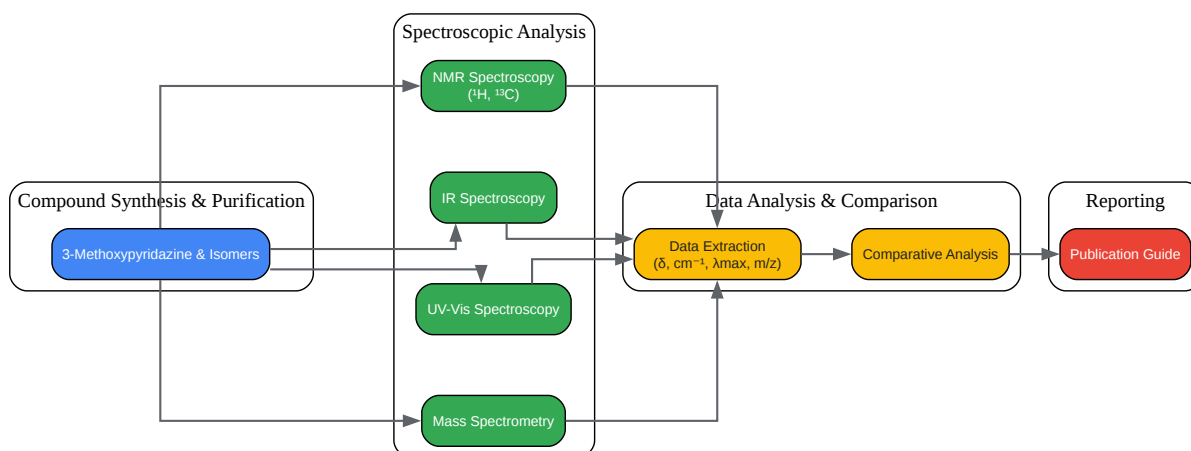 Spectroscopic Analysis
NMR Spectroscopy
(¹H, ¹³C)
Compound Synthesis & Purification
IR Spectroscopy
Data Analysis & Comparison
Reporting
3-Methoxypyridazine & Isomers
Data Extraction
(δ, cm⁻¹, λmax, m/z)
Comparative Analysis
Publication Guide
UV-Vis Spectroscopy
Mass Spectrometry